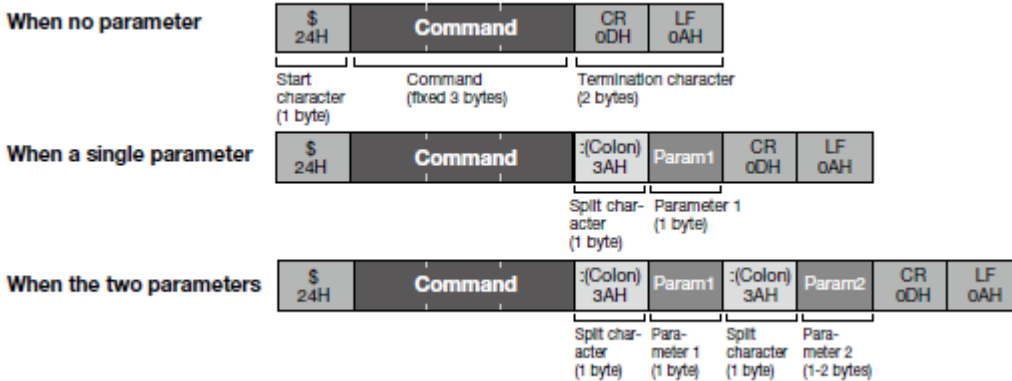 When no parameter
$
24H
Command
CR
0DH
LF
0AH
Start
character
(1 byte)
Command
(fixed 3 bytes)
Termination character
(2 bytes)
When a single parameter
$
24H
Command
:(Colon)
3AH
Param1
CR
0DH
LF
0AH
Split char-
acter
(1 byte)
Parameter 1
(1 byte)
When the two parameters
$
24H
Command
:(Colon)
3AH
Param1
:(Colon)
3AH
Param2
CR
0DH
LF
0AH
Split char-
acter
(1 byte)
Para-
meter 1
(1 byte)
Split
character
(1 byte)
Para-
meter 2
(1-2 bytes)